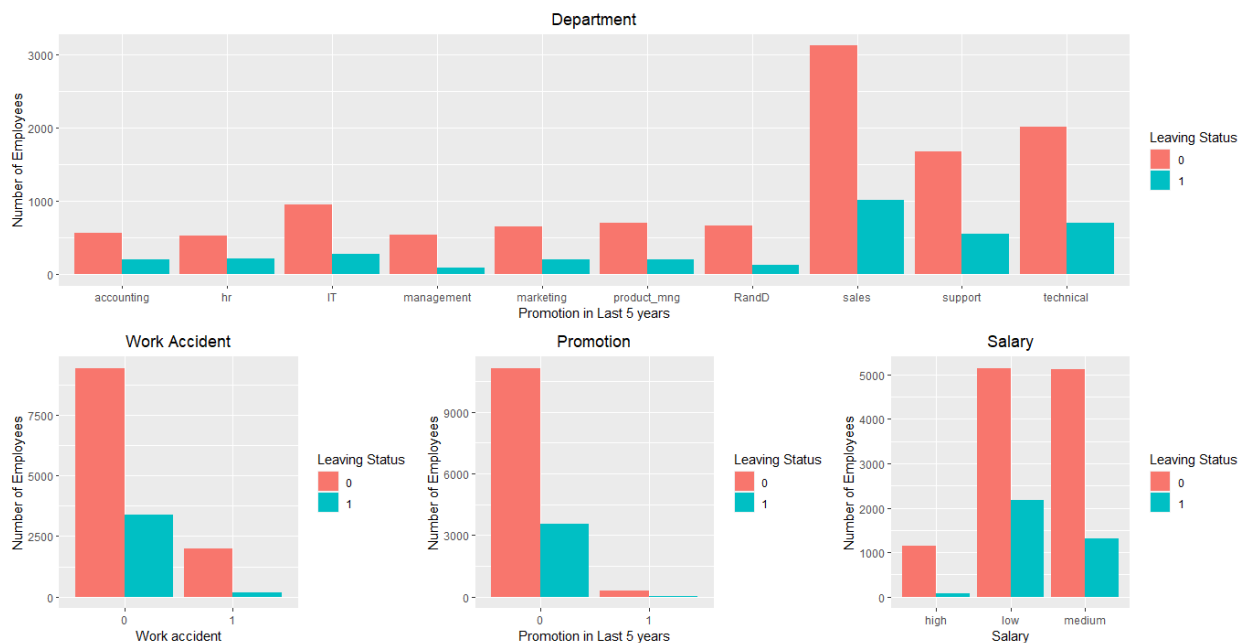 Department
Number of Employees
3000
2000
1000
0
accounting hr IT management marketing product_mng RandD sales support technical
Promotion in Last 5 years
Leaving Status
0
1
Work Accident
Number of Employees
7500
5000
2500
0
0 1
Work accident
Leaving Status
0
1
Promotion
Number of Employees
9000
6000
3000
0
0 1
Promotion in Last 5 years
Leaving Status
0
1
Salary
Number of Employees
5000
4000
3000
2000
1000
0
high low medium
Salary
Leaving Status
0
1